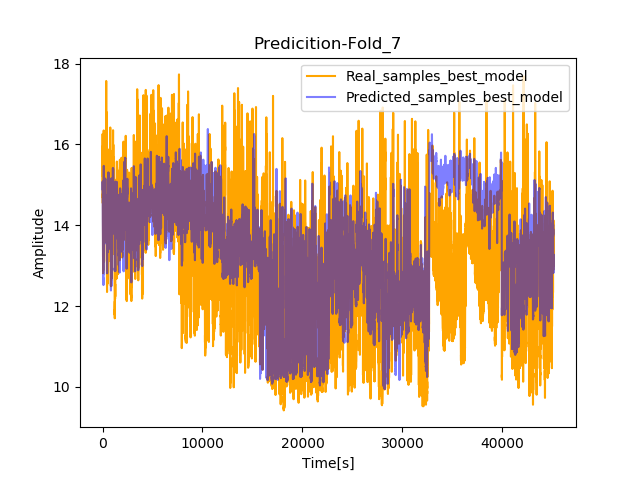 Predicition-Fold_7
Real_samples_best_model
Predicted_samples_best_model
18
16
14
12
10
Amplitude
0 10000 20000 30000 40000
Time[s]